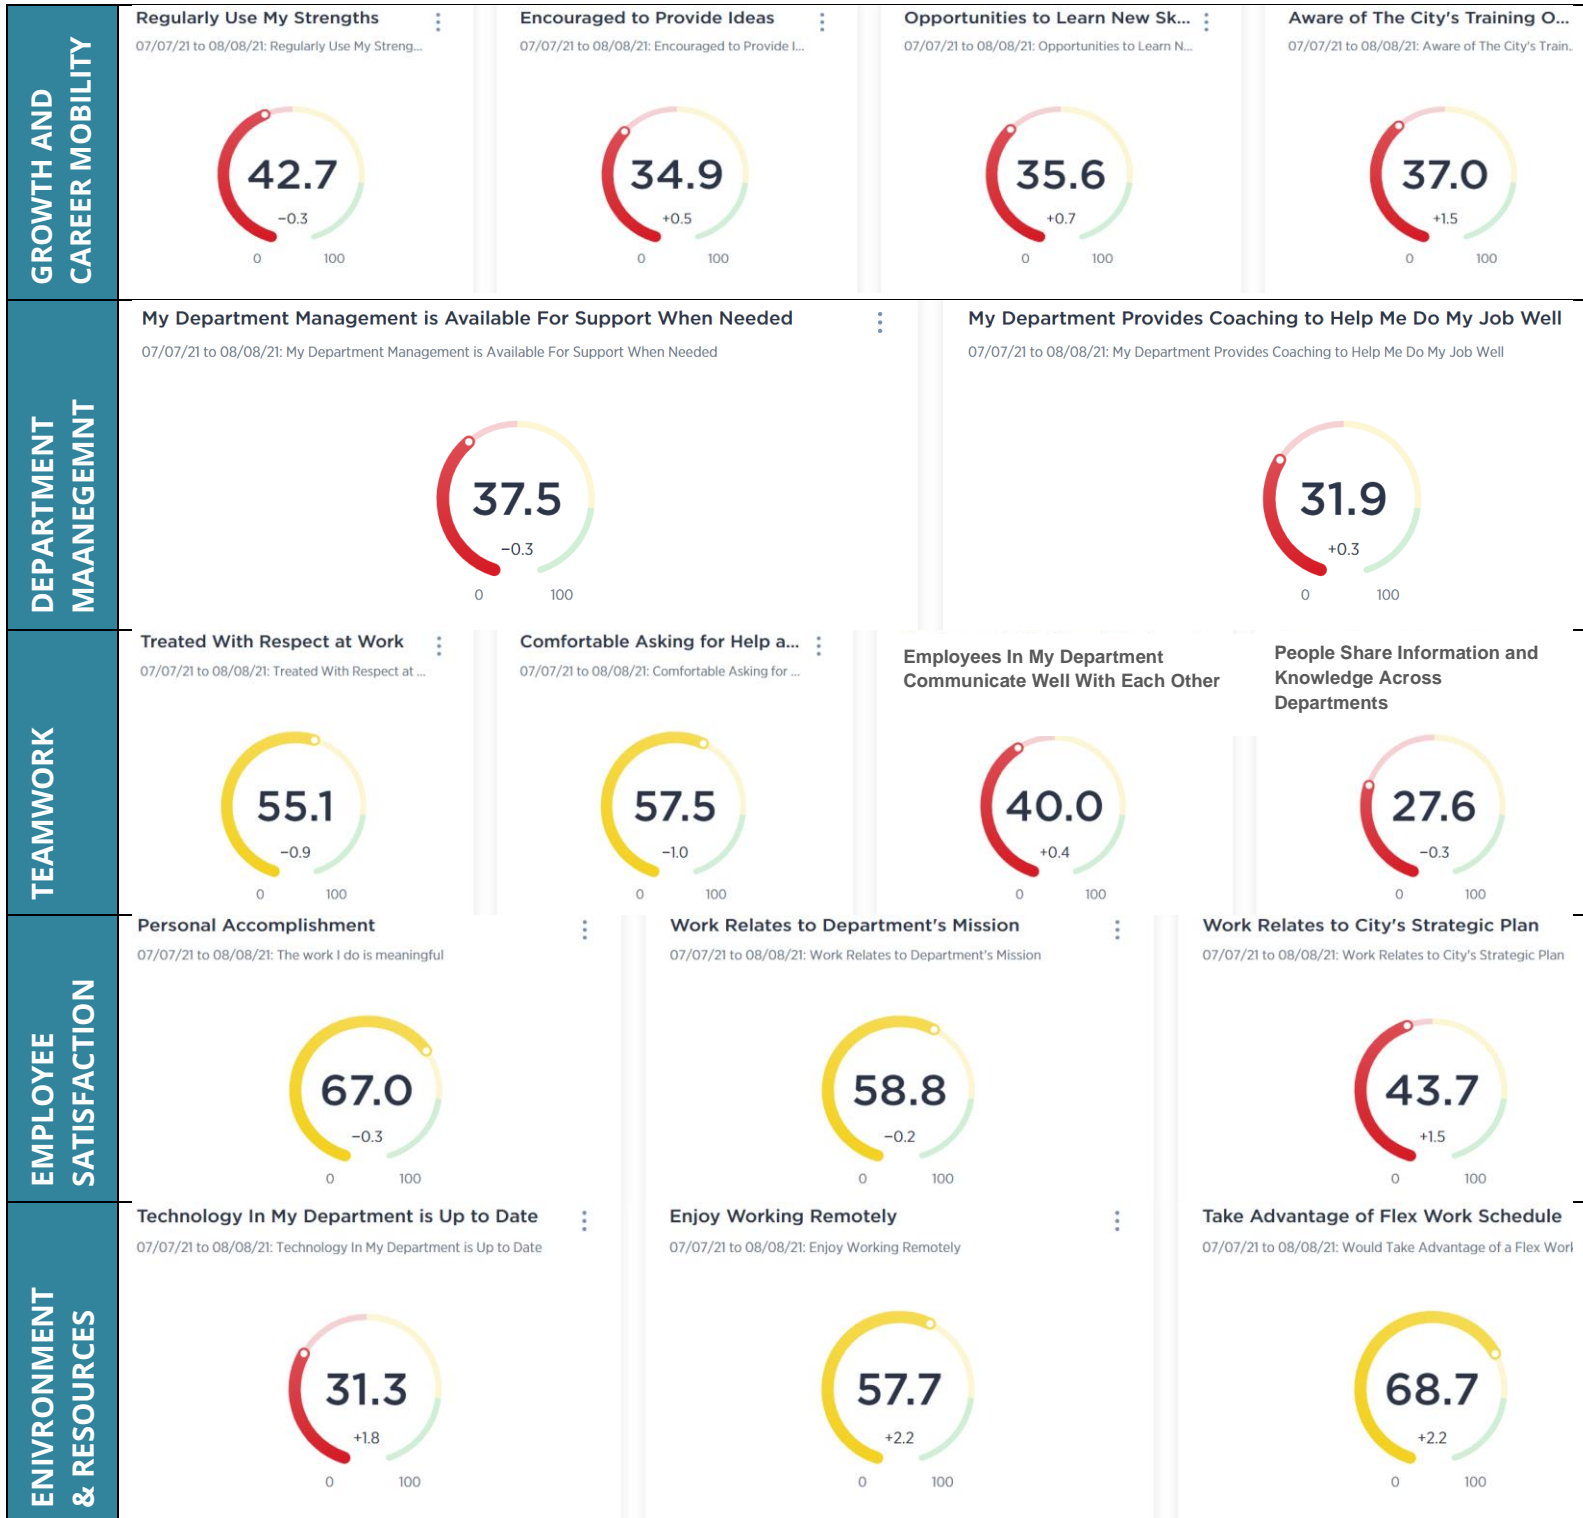 GROWTH AND
CAREER MOBILITY
Regularly Use My Strengths
07/07/21 to 08/08/21: Regularly Use My Streng...
42.7
−0.3
0 100
Encouraged to Provide Ideas
07/07/21 to 08/08/21: Encouraged to Provide I...
34.9
+0.5
0 100
Opportunities to Learn New Sk...
07/07/21 to 08/08/21: Opportunities to Learn N...
35.6
+0.7
0 100
Aware of The City's Training O...
07/07/21 to 08/08/21: Aware of The City's Train..
37.0
+1.5
0 100
DEPARTMENT
MAANEGEMNT
My Department Management is Available For Support When Needed
07/07/21 to 08/08/21: My Department Management is Available For Support When Needed
37.5
−0.3
0 100
My Department Provides Coaching to Help Me Do My Job Well
07/07/21 to 08/08/21: My Department Provides Coaching to Help Me Do My Job Well
31.9
+0.3
0 100
TEAMWORK
Treated With Respect at Work
07/07/21 to 08/08/21: Treated With Respect at ...
55.1
−0.9
0 100
Comfortable Asking for Help a...
07/07/21 to 08/08/21: Comfortable Asking for ...
57.5
−1.0
0 100
Employees In My Department
Communicate Well With Each Other
40.0
+0.4
0 100
People Share Information and
Knowledge Across
Departments
27.6
−0.3
0 100
EMPLOYEE
SATISFACTION
Personal Accomplishment
07/07/21 to 08/08/21: The work I do is meaningful
67.0
−0.3
0 100
Work Relates to Department's Mission
07/07/21 to 08/08/21: Work Relates to Department's Mission
58.8
−0.2
0 100
Work Relates to City's Strategic Plan
07/07/21 to 08/08/21: Work Relates to City's Strategic Plan
43.7
+1.5
0 100
ENIVRONMENT
& RESOURCES
Technology In My Department is Up to Date
07/07/21 to 08/08/21: Technology In My Department is Up to Date
31.3
+1.8
0 100
Enjoy Working Remotely
07/07/21 to 08/08/21: Enjoy Working Remotely
57.7
+2.2
0 100
Take Advantage of Flex Work Schedule
07/07/21 to 08/08/21: Would Take Advantage of a Flex Work
68.7
+2.2
0 100